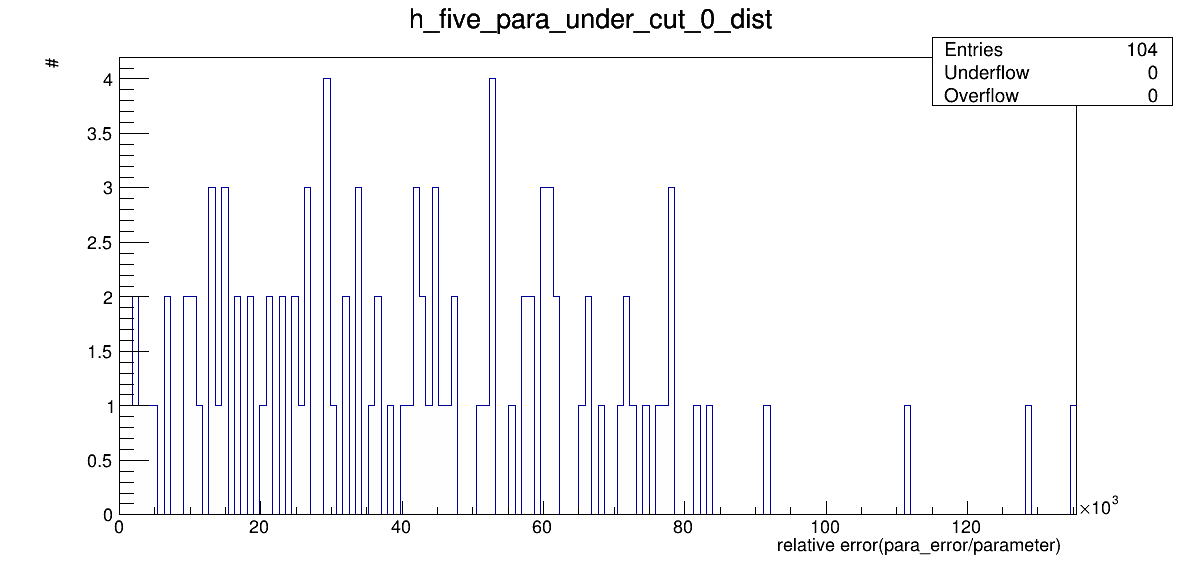 h_five_para_under_cut_0_dist
#
Entries 104
Underflow 0
Overflow 0
4
3.5
3
2.5
2
1.5
1
0.5
0
0 20 40 60 80 100 120 ×10³
relative error(para_error/parameter)